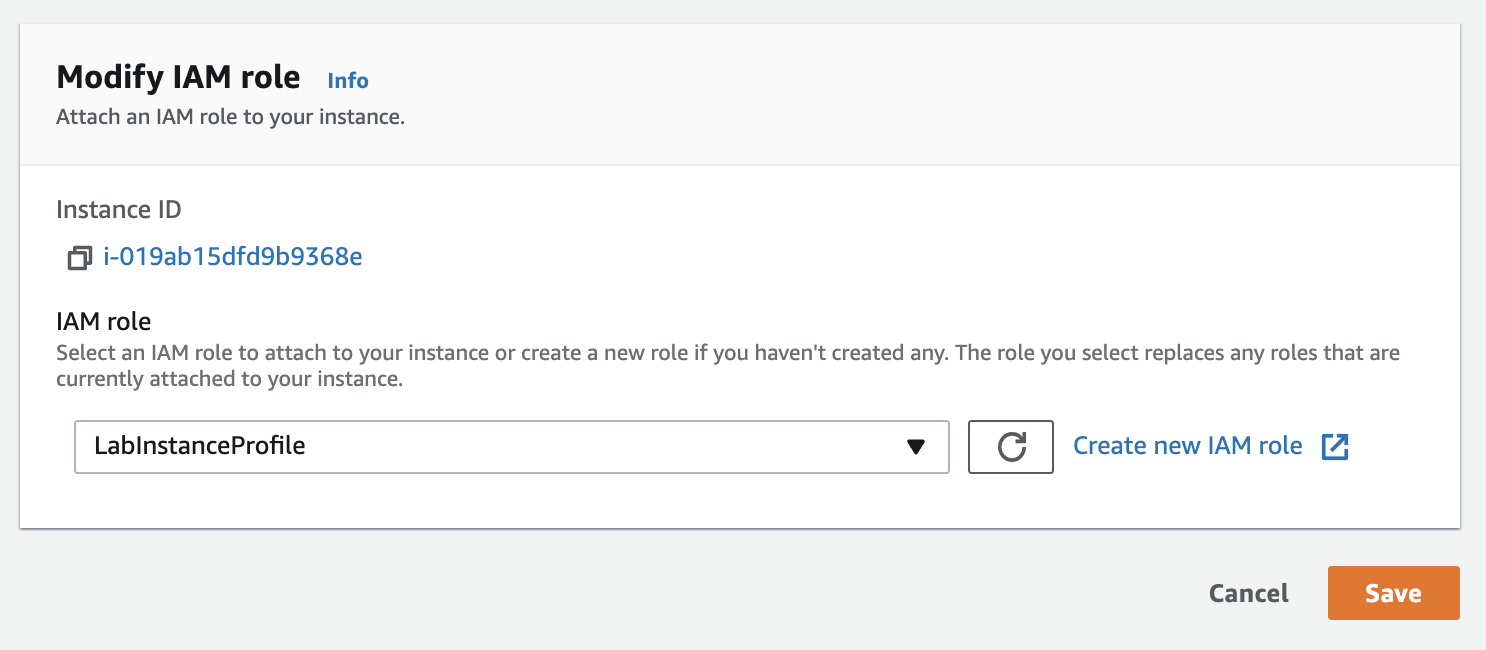 Modify IAM role Info
Attach an IAM role to your instance.
Instance ID
i-019ab15dfd9b9368e
IAM role
Select an IAM role to attach to your instance or create a new role if you haven't created any. The role you select replaces any roles that are
currently attached to your instance.
LabInstanceProfile Create new IAM role
Cancel Save